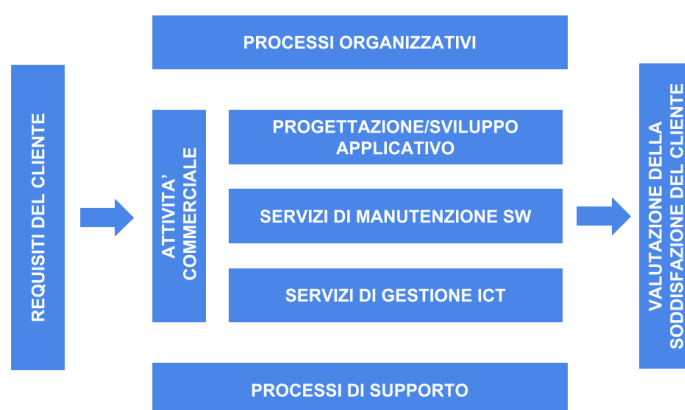 PROCESSI ORGANIZZATIVI
REQUISITI DEL CLIENTE
ATTIVITA’
COMMERCIALE
PROGETTAZIONE/SVILUPPO
APPLICATIVO
SERVIZI DI MANUTENZIONE SW
SERVIZI DI GESTIONE ICT
VALUTAZIONE DELLA
SODDISFAZIONE DEL CLIENTE
PROCESSI DI SUPPORTO